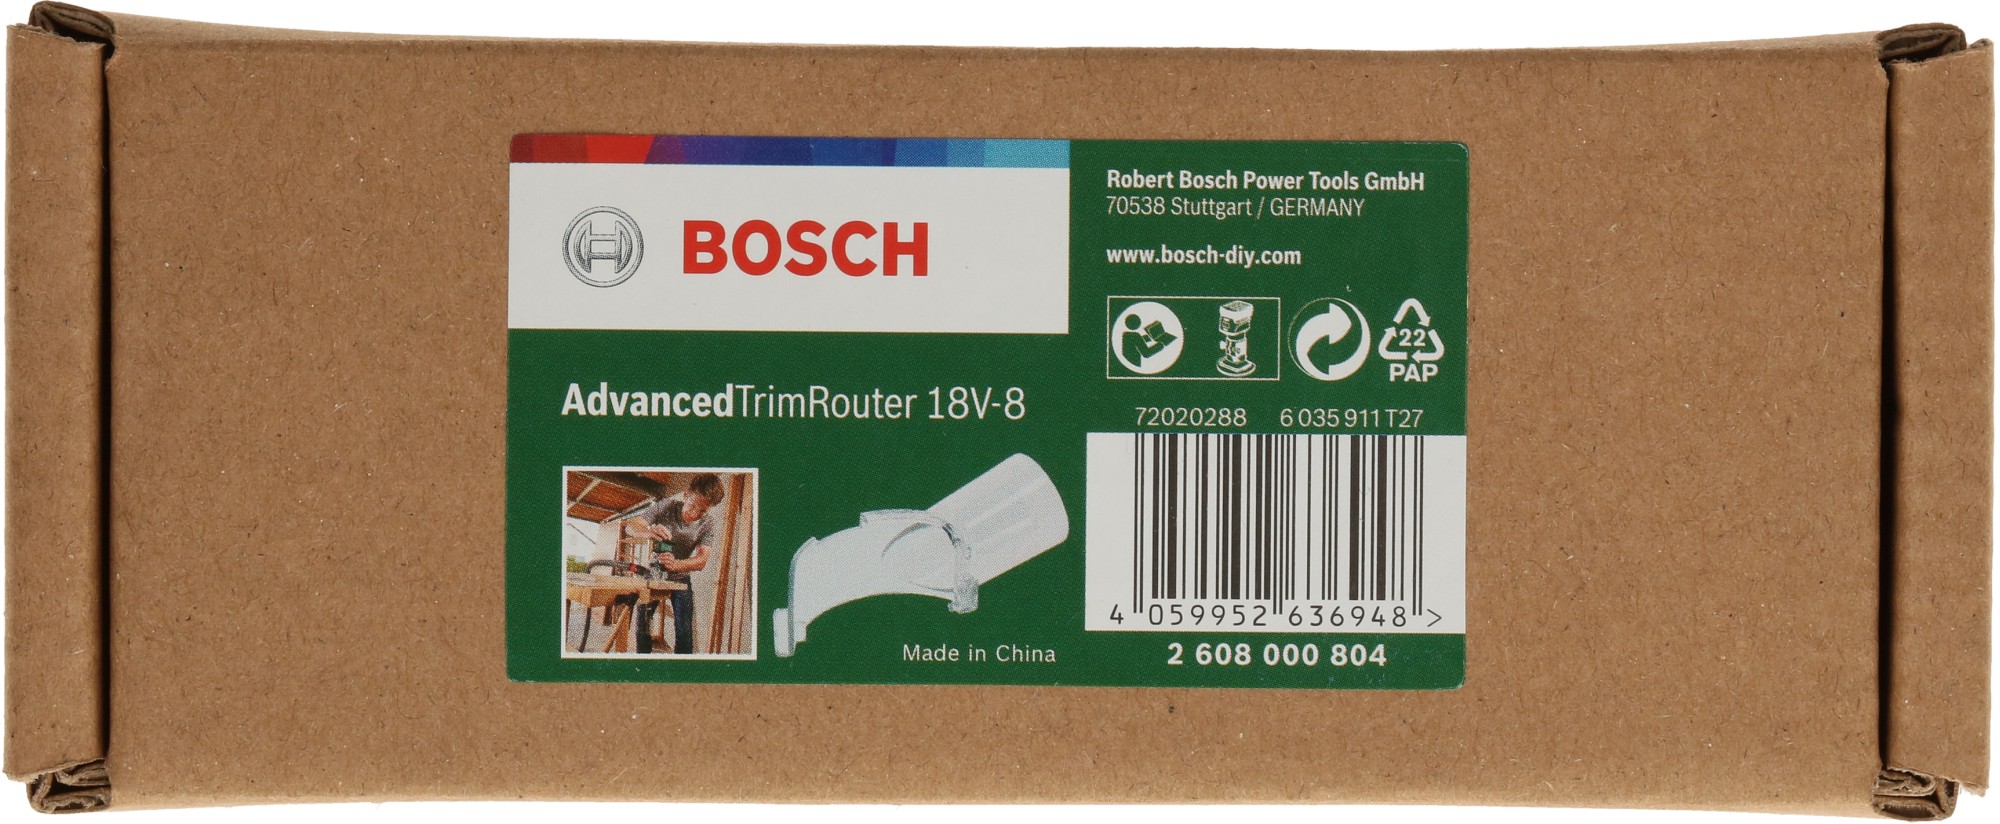 BOSCH
AdvancedTrimRouter 18V-8
Made in China
Robert Bosch Power Tools GmbH
70538 Stuttgart / GERMANY
www.bosch-diy.com
22
PAP
72020288 6 035 911 T27
4 059952 636948 >
2 608 000 804